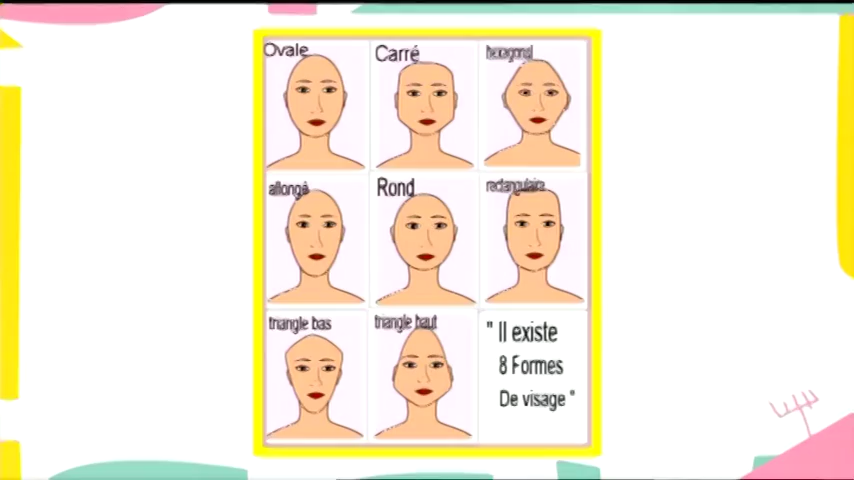 Ovale
Carré
hexagonal
allongé
Rond
rectangulaire
triangle bas
triangle haut
" Il existe
8 Formes
De visage "